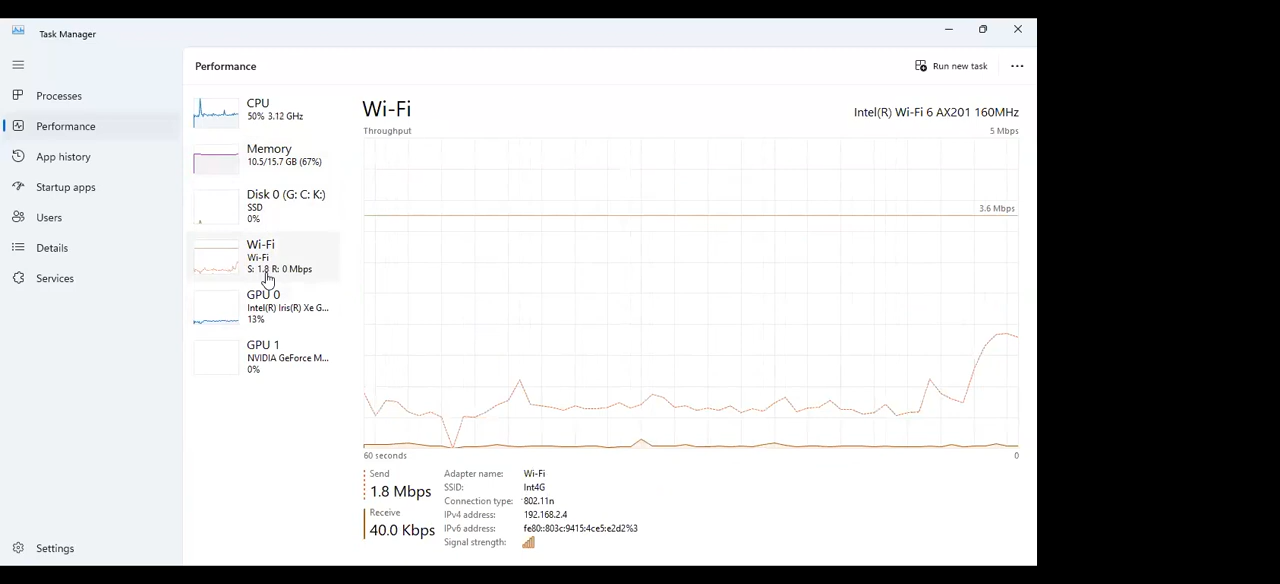 Task Manager
Processes
Performance
App history
Startup apps
Users
Details
Services
Settings
Performance
Run new task
CPU
50% 3.12 GHz
Memory
10.5/15.7 GB (67%)
Disk 0 (G: C: K:)
SSD
0%
Wi-Fi
Wi-Fi
S: 1.8 R: 0 Mbps
GPU 0
Intel(R) Iris(R) Xe G...
13%
GPU 1
NVIDIA GeForce M...
0%
Wi-Fi
Intel(R) Wi-Fi 6 AX201 160MHz
Throughput
5 Mbps
3.6 Mbps
60 seconds
0
Send
1.8 Mbps
Receive
40.0 Kbps
Adapter name: Wi-Fi
SSID: Int4G
Connection type: 802.11n
IPv4 address: 192.168.2.4
IPv6 address: fe80::803c:9415:4ce5:e2d2%3
Signal strength: